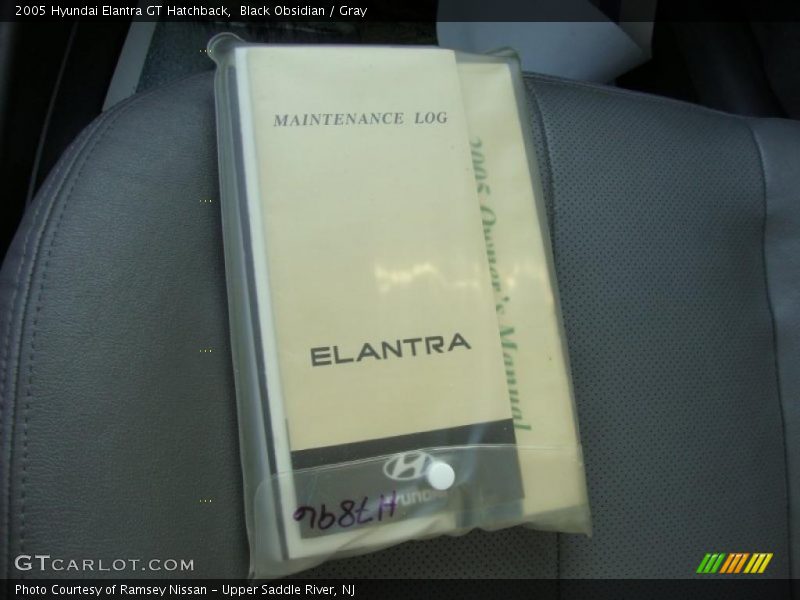 2005 Hyundai Elantra GT Hatchback, Black Obsidian / Gray
MAINTENANCE LOG
2005 Owner's Manual
ELANTRA
HYUNDAI
H7896
GTCARLOT.COM
Photo Courtesy of Ramsey Nissan - Upper Saddle River, NJ